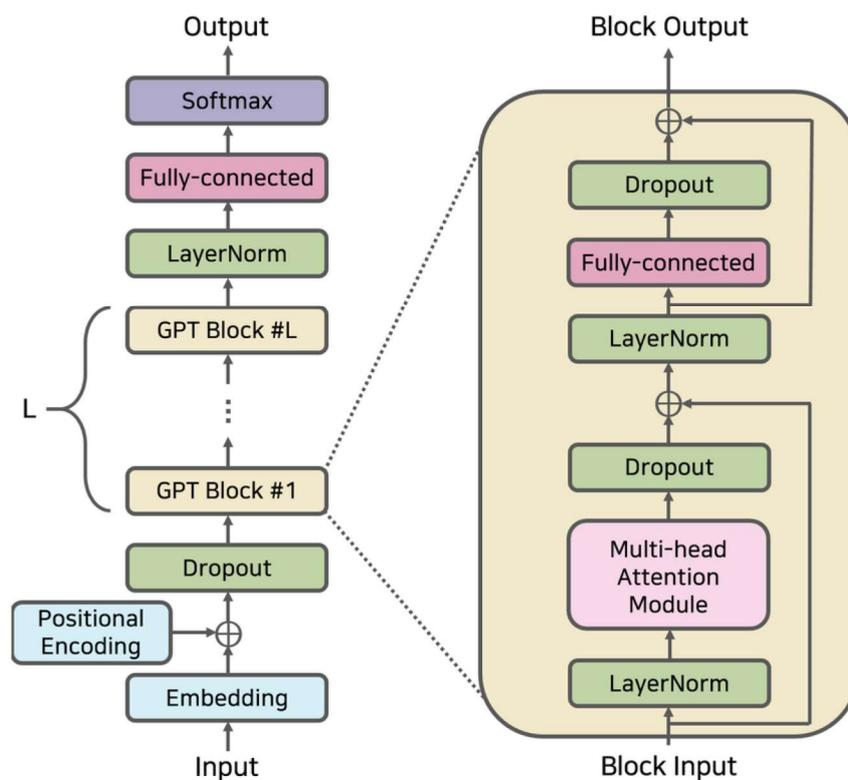 Output
Softmax
Fully-connected
LayerNorm
GPT Block #L
L
GPT Block #1
Dropout
Positional
Encoding
Embedding
Input
Block Output
Dropout
Fully-connected
LayerNorm
Dropout
Multi-head
Attention
Module
LayerNorm
Block Input